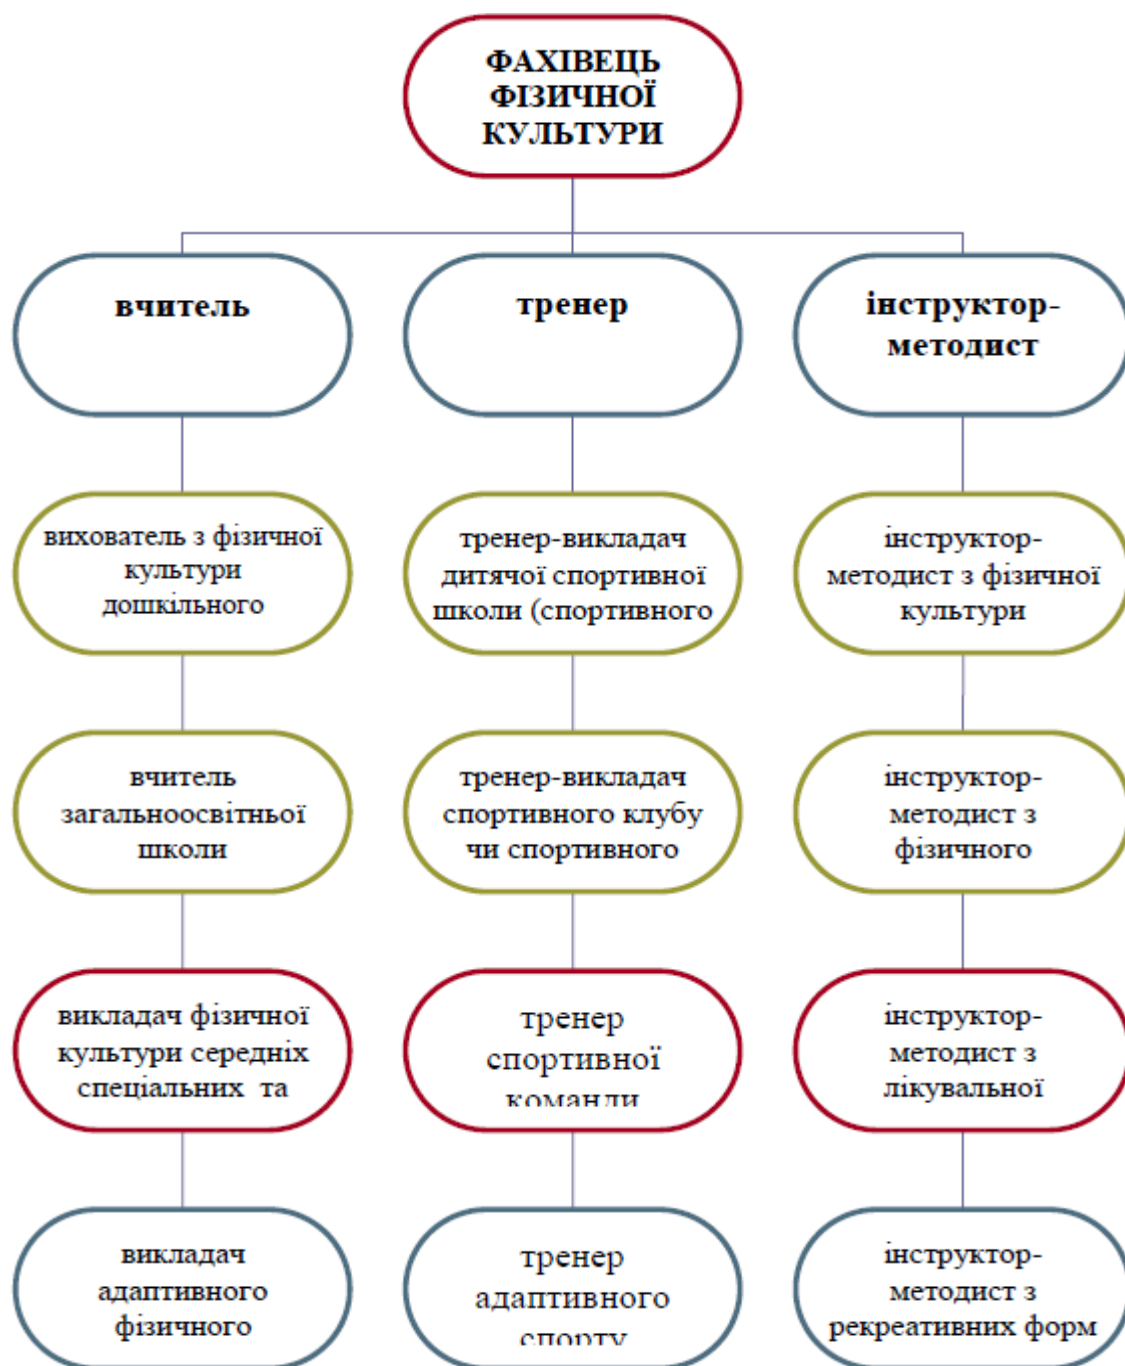 ФАХІВЕЦЬ
ФІЗИЧНОЇ
КУЛЬТУРИ
вчитель
тренер
інструктор-
методист
вихователь з фізичної
культури
дошкільного
тренер-викладач
дитячої спортивної
школи (спортивного
інструктор-
методист з фізичної
культури
вчитель
загальноосвітньої
школи
тренер-викладач
спортивного клубу
чи спортивного
інструктор-
методист з
фізичного
викладач фізичної
культури середніх
спеціальних та
тренер
спортивної
команди
інструктор-
методист з
лікувальної
викладач
адаптивного
фізичного
тренер
адаптивного
спорту
інструктор-
методист з
рекреативних форм